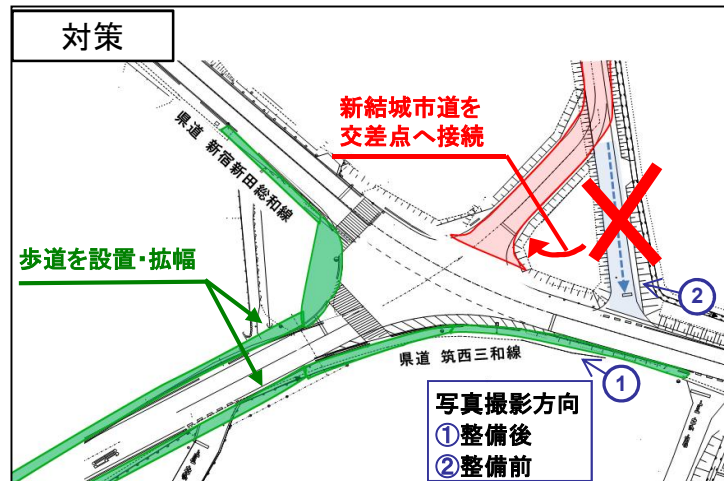 対策
新結城市道を
交差点へ接続
県道 新宿新田総和線
歩道を設置・拡幅
②
県道 筑西三和線
①
写真撮影方向
①整備後
②整備前